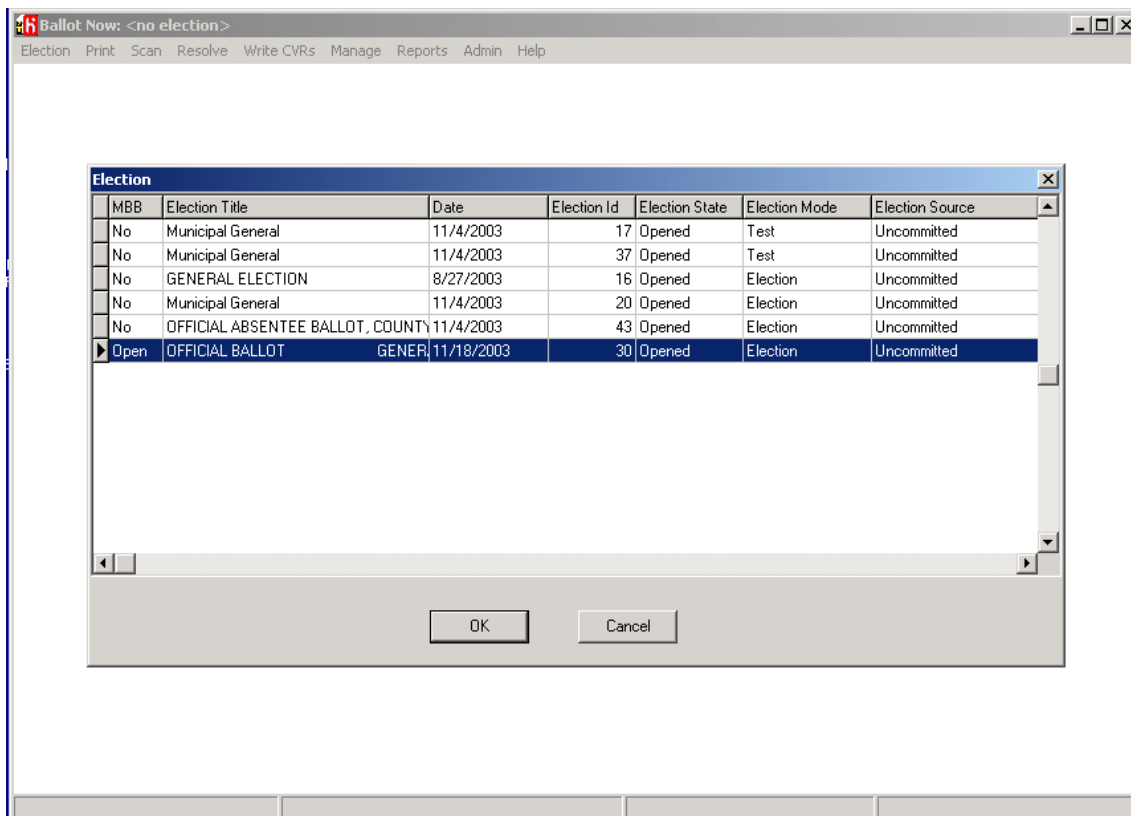 Ballot Now: <no election>
Election Print Scan Resolve Write CVRs Manage Reports Admin Help
Election
MBB Election Title Date Election Id Election State Election Mode Election Source
No Municipal General 11/4/2003 17 Opened Test Uncommitted
No Municipal General 11/4/2003 37 Opened Test Uncommitted
No GENERAL ELECTION 8/27/2003 16 Opened Election Uncommitted
No Municipal General 11/4/2003 20 Opened Election Uncommitted
No OFFICIAL ABSENTEE BALLOT, COUNTY 11/4/2003 43 Opened Election Uncommitted
Open OFFICIAL BALLOT GENER 11/18/2003 30 Opened Election Uncommitted
OK Cancel